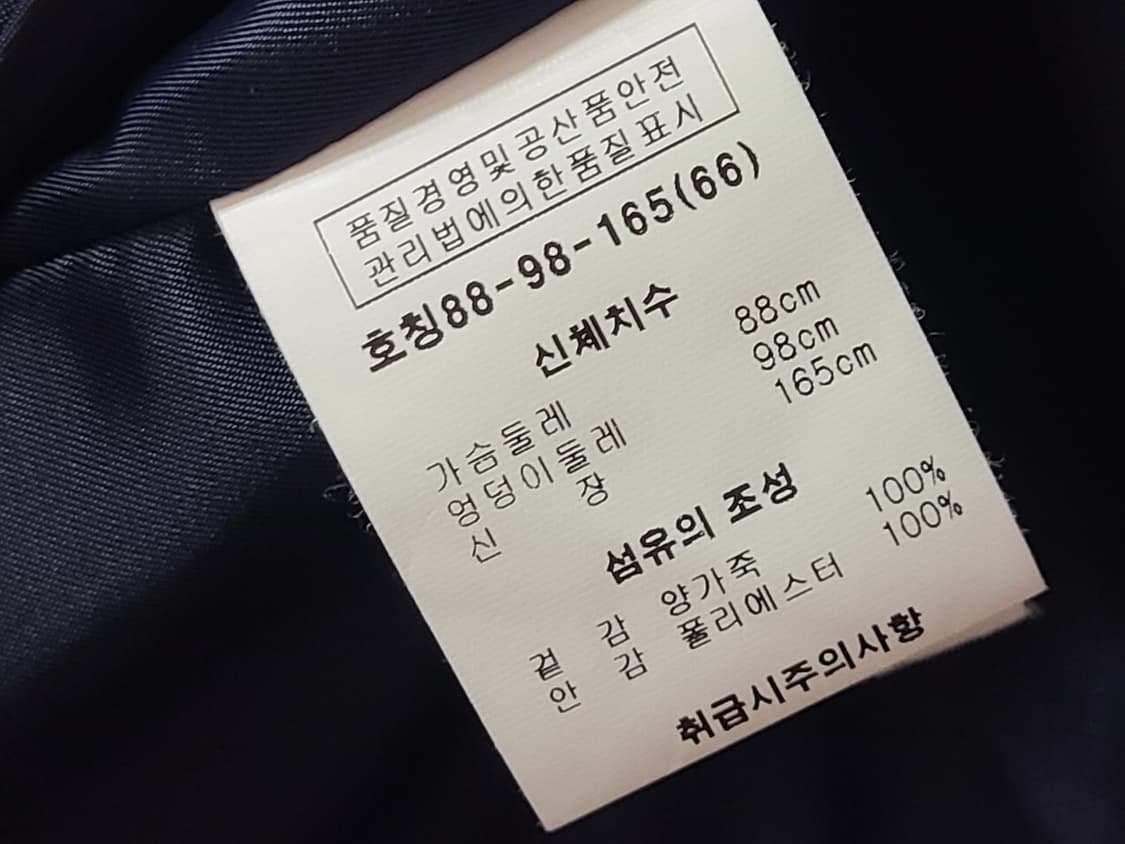 품질경영및공산품안전
관리법에의한품질표시
호칭88-98-165(66)
신체치수
가슴둘레 88cm
엉덩이둘레 98cm
신 장 165cm
섬유의 조성
겉 감 양가죽 100%
안 감 폴리에스터 100%
취급시주의사항